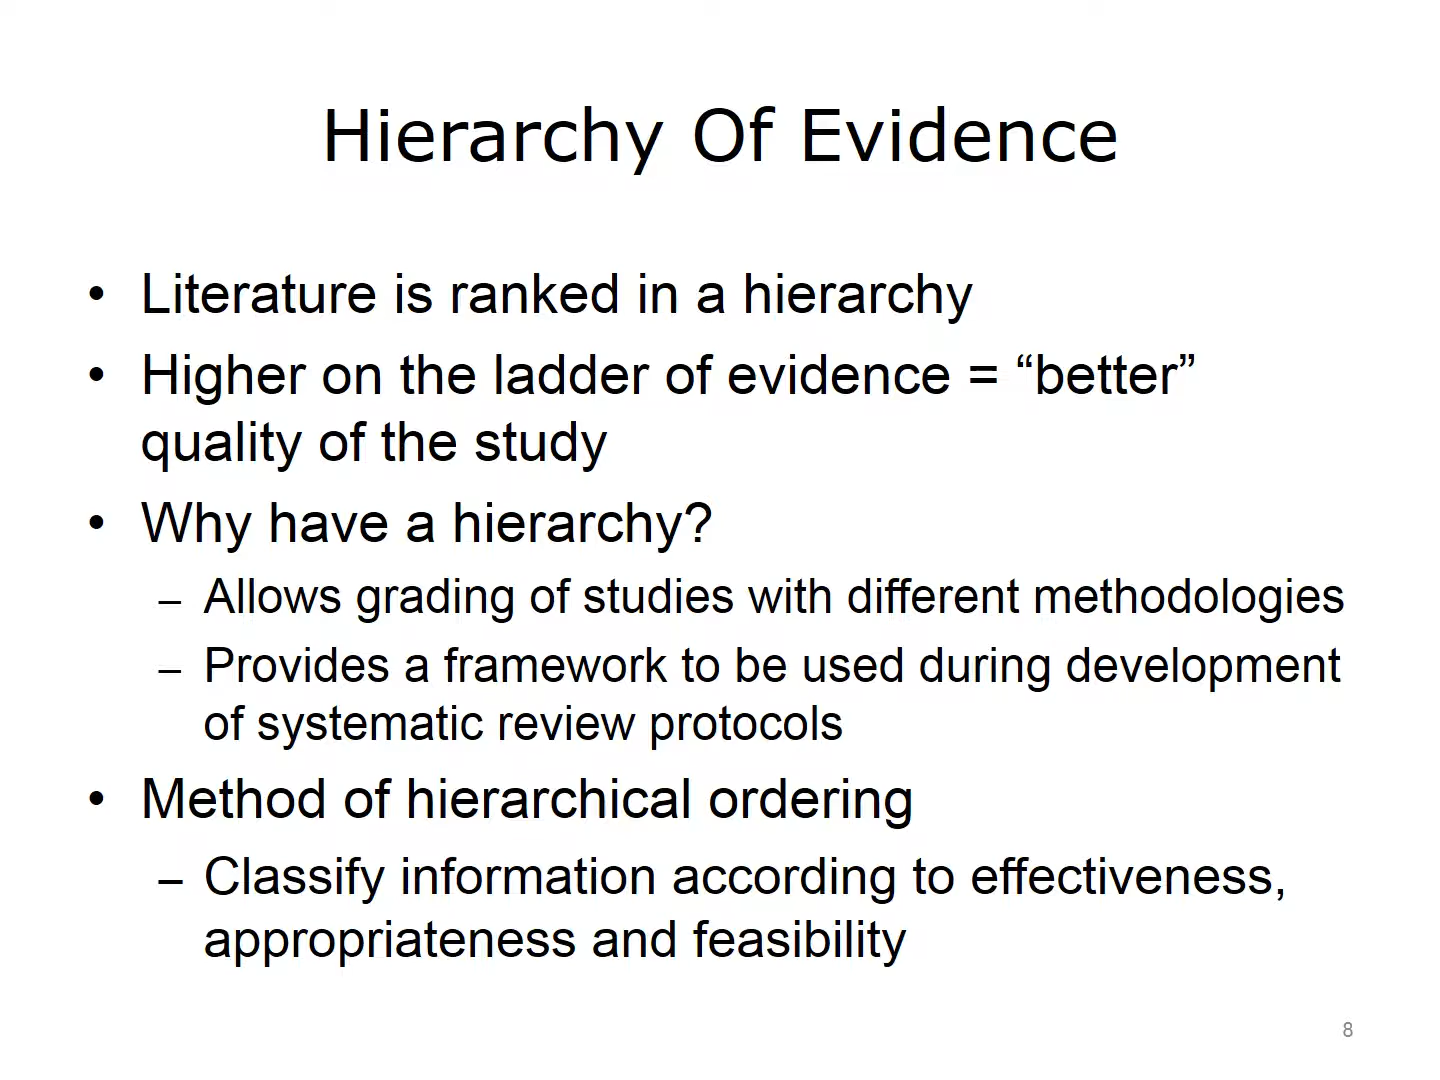 Hierarchy Of Evidence
• Literature is ranked in a hierarchy
• Higher on the ladder of evidence = “better”
quality of the study
• Why have a hierarchy?
– Allows grading of studies with different methodologies
– Provides a framework to be used during development
of systematic review protocols
• Method of hierarchical ordering
– Classify information according to effectiveness,
appropriateness and feasibility
8